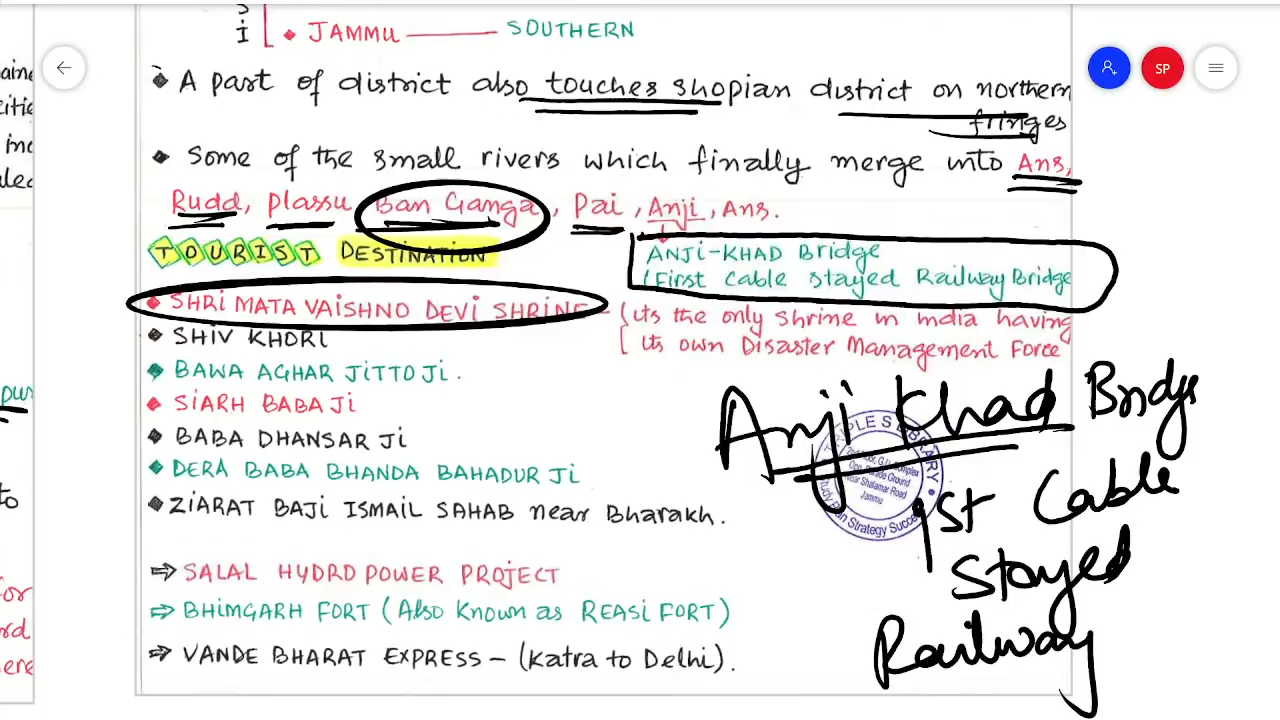 S
I
JAMMU SOUTHERN
A part of district also touches shopian district on northern
fringes
Some of the small rivers which finally merge into Ans,
Rudd, Plassu Ban Ganga, Pai, Anji, Ans.
TOURIST DESTINATION
ANJI-KHAD Bridge
(First Cable stayed Railway Bridge
SHRI MATA VAISHNO DEVI SHRINE - (its the only shrine in india having
its own Disaster Management Force
SHIV KHORI
BAWA AGHAR JITTO JI.
SIARH BABA JI
BABA DHANSAR JI
DERA BABA BHANDA BAHADUR JI
ZIARAT BAJI ISMAIL SAHAB near Bharakh.
⇒ SALAL HYDRO POWER PROJECT
⇒ BHIMGARH FORT (Also Known as REASI FORT)
⇒ VANDE BHARAT EXPRESS - (Katra to Delhi).
Anji Khad Bridge
1st Cable
Stayed
Railway
SP